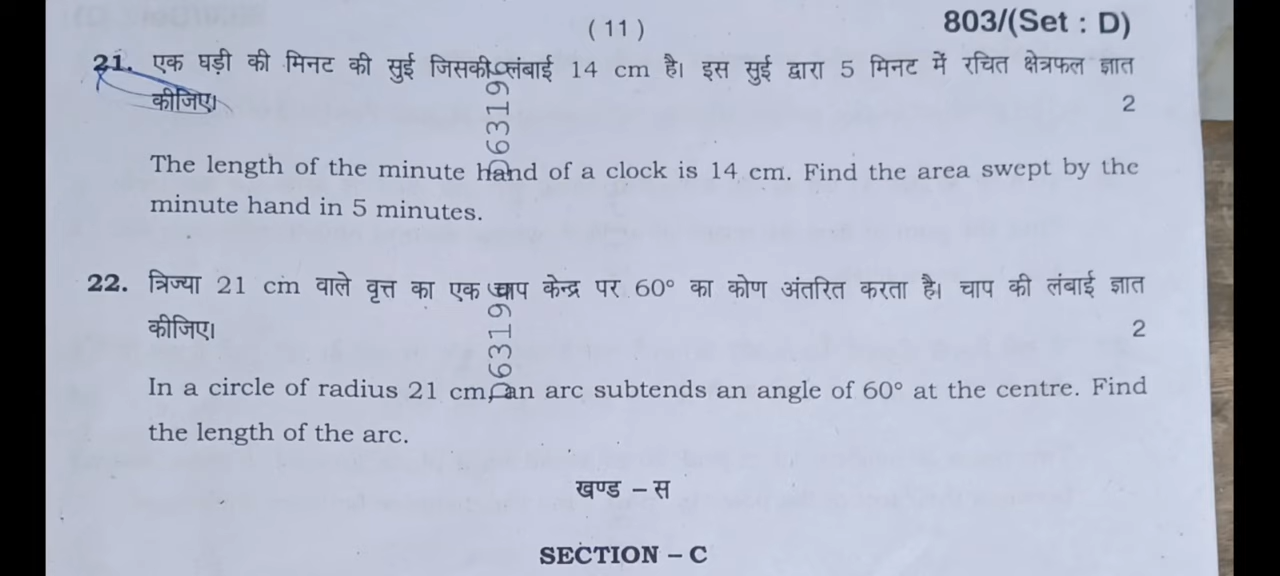 ( 11 )
803/(Set : D)
21. एक घड़ी की मिनट की सुई जिसकी लंबाई 14 cm है। इस सुई द्वारा 5 मिनट में रचित क्षेत्रफल ज्ञात
कीजिए।
2
The length of the minute hand of a clock is 14 cm. Find the area swept by the
minute hand in 5 minutes.
22. त्रिज्या 21 cm वाले वृत्त का एक चाप केन्द्र पर 60° का कोण अंतरित करता है। चाप की लंबाई ज्ञात
कीजिए।
2
In a circle of radius 21 cm, an arc subtends an angle of 60° at the centre. Find
the length of the arc.
खण्ड – स
SECTION – C